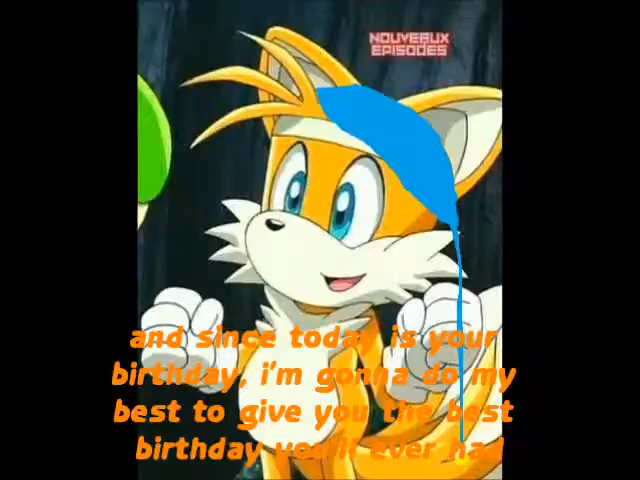 NOUVEAUX
EPISODES
and since today is your
birthday, i'm gonna do my
best to give you the best
birthday you'll ever had